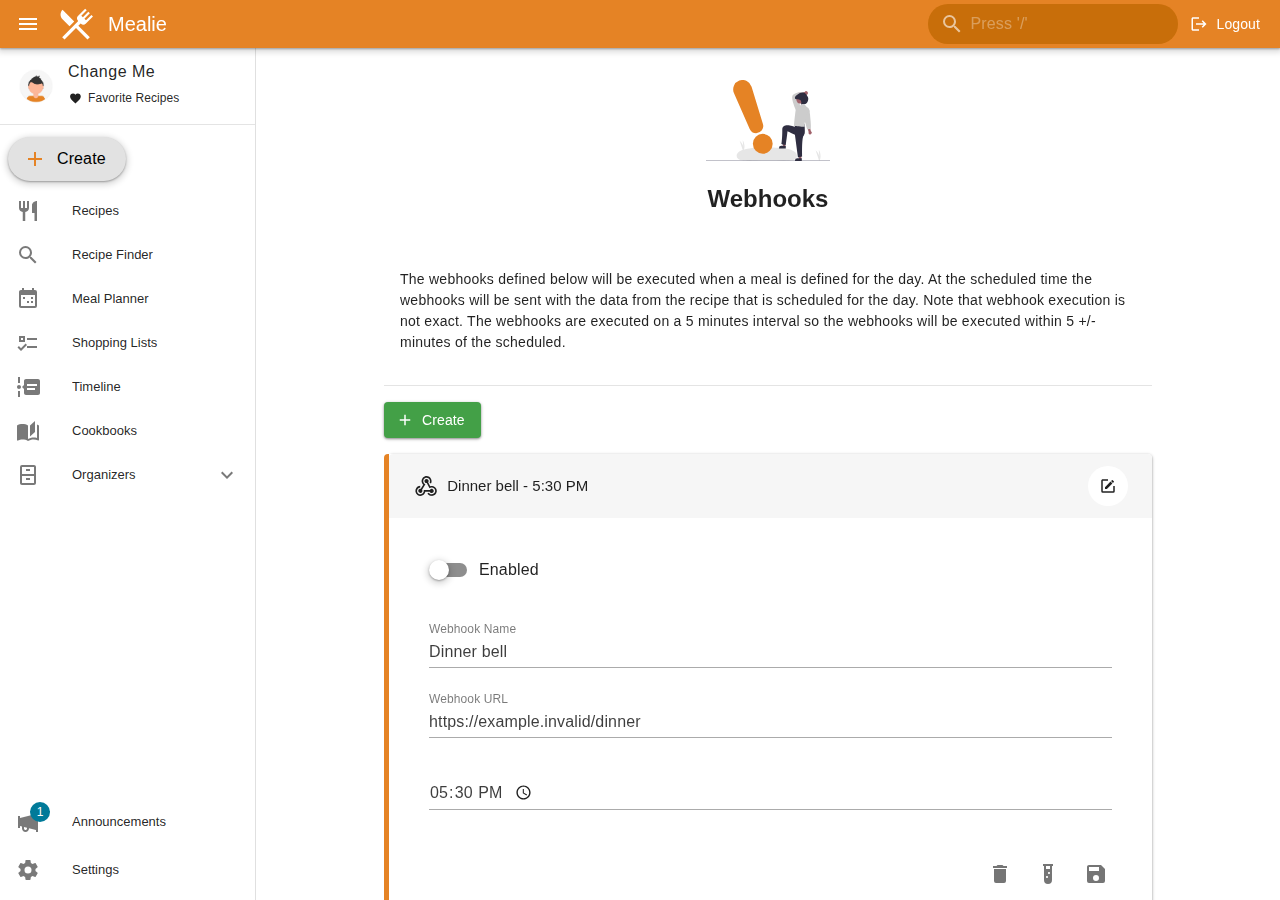 Mealie
Press '/'
Logout
Change Me
Favorite Recipes
Create
Recipes
Recipe Finder
Meal Planner
Shopping Lists
Timeline
Cookbooks
Organizers
1
Announcements
Settings
Webhooks
The webhooks defined below will be executed when a meal is defined for the day. At the scheduled time the
webhooks will be sent with the data from the recipe that is scheduled for the day. Note that webhook execution is
not exact. The webhooks are executed on a 5 minutes interval so the webhooks will be executed within 5 +/-
minutes of the scheduled.
Create
Dinner bell - 5:30 PM
Enabled
Webhook Name
Dinner bell
Webhook URL
https://example.invalid/dinner
05:30 PM